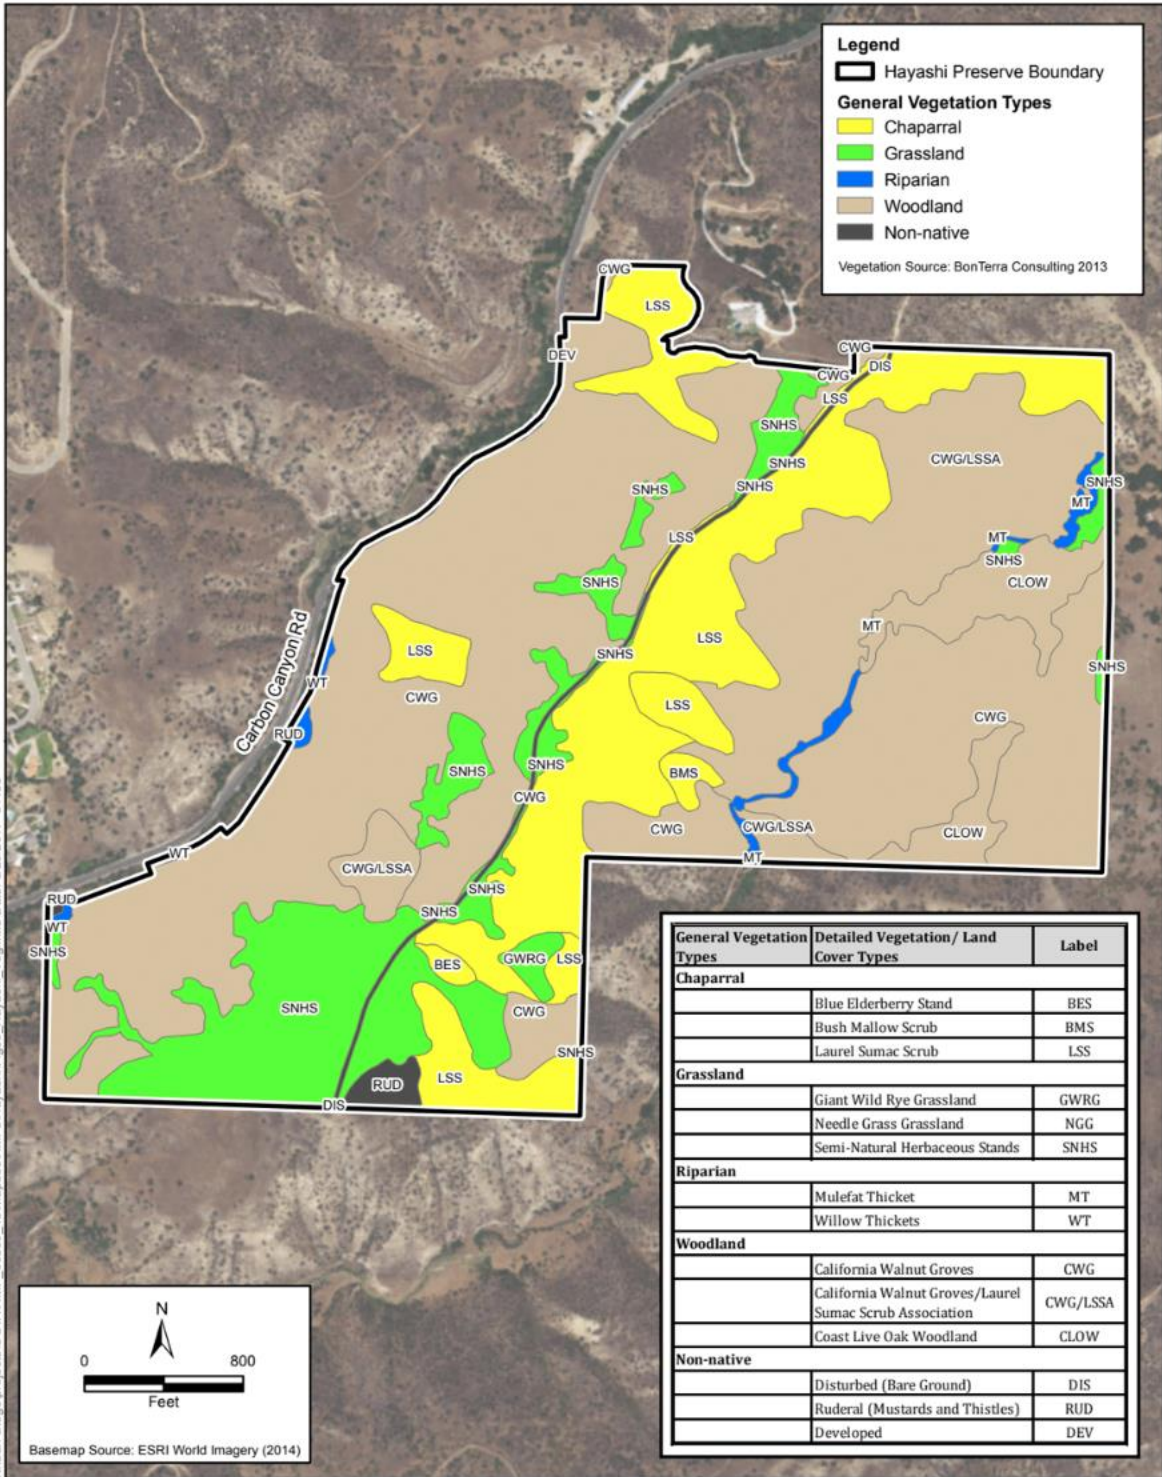 Legend
Hayashi Preserve Boundary
General Vegetation Types
Chaparral
Grassland
Riparian
Woodland
Non-native
Vegetation Source: BonTerra Consulting 2013
CWG
LSS
DEV
CWG
DIS
CWG
LSS
SNHS
CWG/LSSA
SNHS
SNHS
SNHS
SNHS
MT
LSS
MT
SNHS
SNHS
CLOW
MT
LSS
LSS
SNHS
SNHS
Carbon Canyon Rd
WT
CWG
LSS
CWG
RUD
SNHS
SNHS
BMS
CWG
CWG
CWG/LSSA
CLOW
WT
MT
CWG/LSSA
SNHS
RUD
SNHS
WT
SNHS
BES
GWRG
LSS
SNHS
CWG
SNHS
RUD
LSS
DIS
General Vegetation Types
Detailed Vegetation/ Land Cover Types
Label
Chaparral
Blue Elderberry Stand BES
Bush Mallow Scrub BMS
Laurel Sumac Scrub LSS
Grassland
Giant Wild Rye Grassland GWRG
Needle Grass Grassland NGG
Semi-Natural Herbaceous Stands SNHS
Riparian
Mulefat Thicket MT
Willow Thickets WT
Woodland
California Walnut Groves CWG
California Walnut Groves/Laurel
Sumac Scrub Association CWG/LSSA
Coast Live Oak Woodland CLOW
Non-native
Disturbed (Bare Ground) DIS
Ruderal (Mustards and Thistles) RUD
Developed DEV
N
0 800
Feet
Basemap Source: ESRI World Imagery (2014)